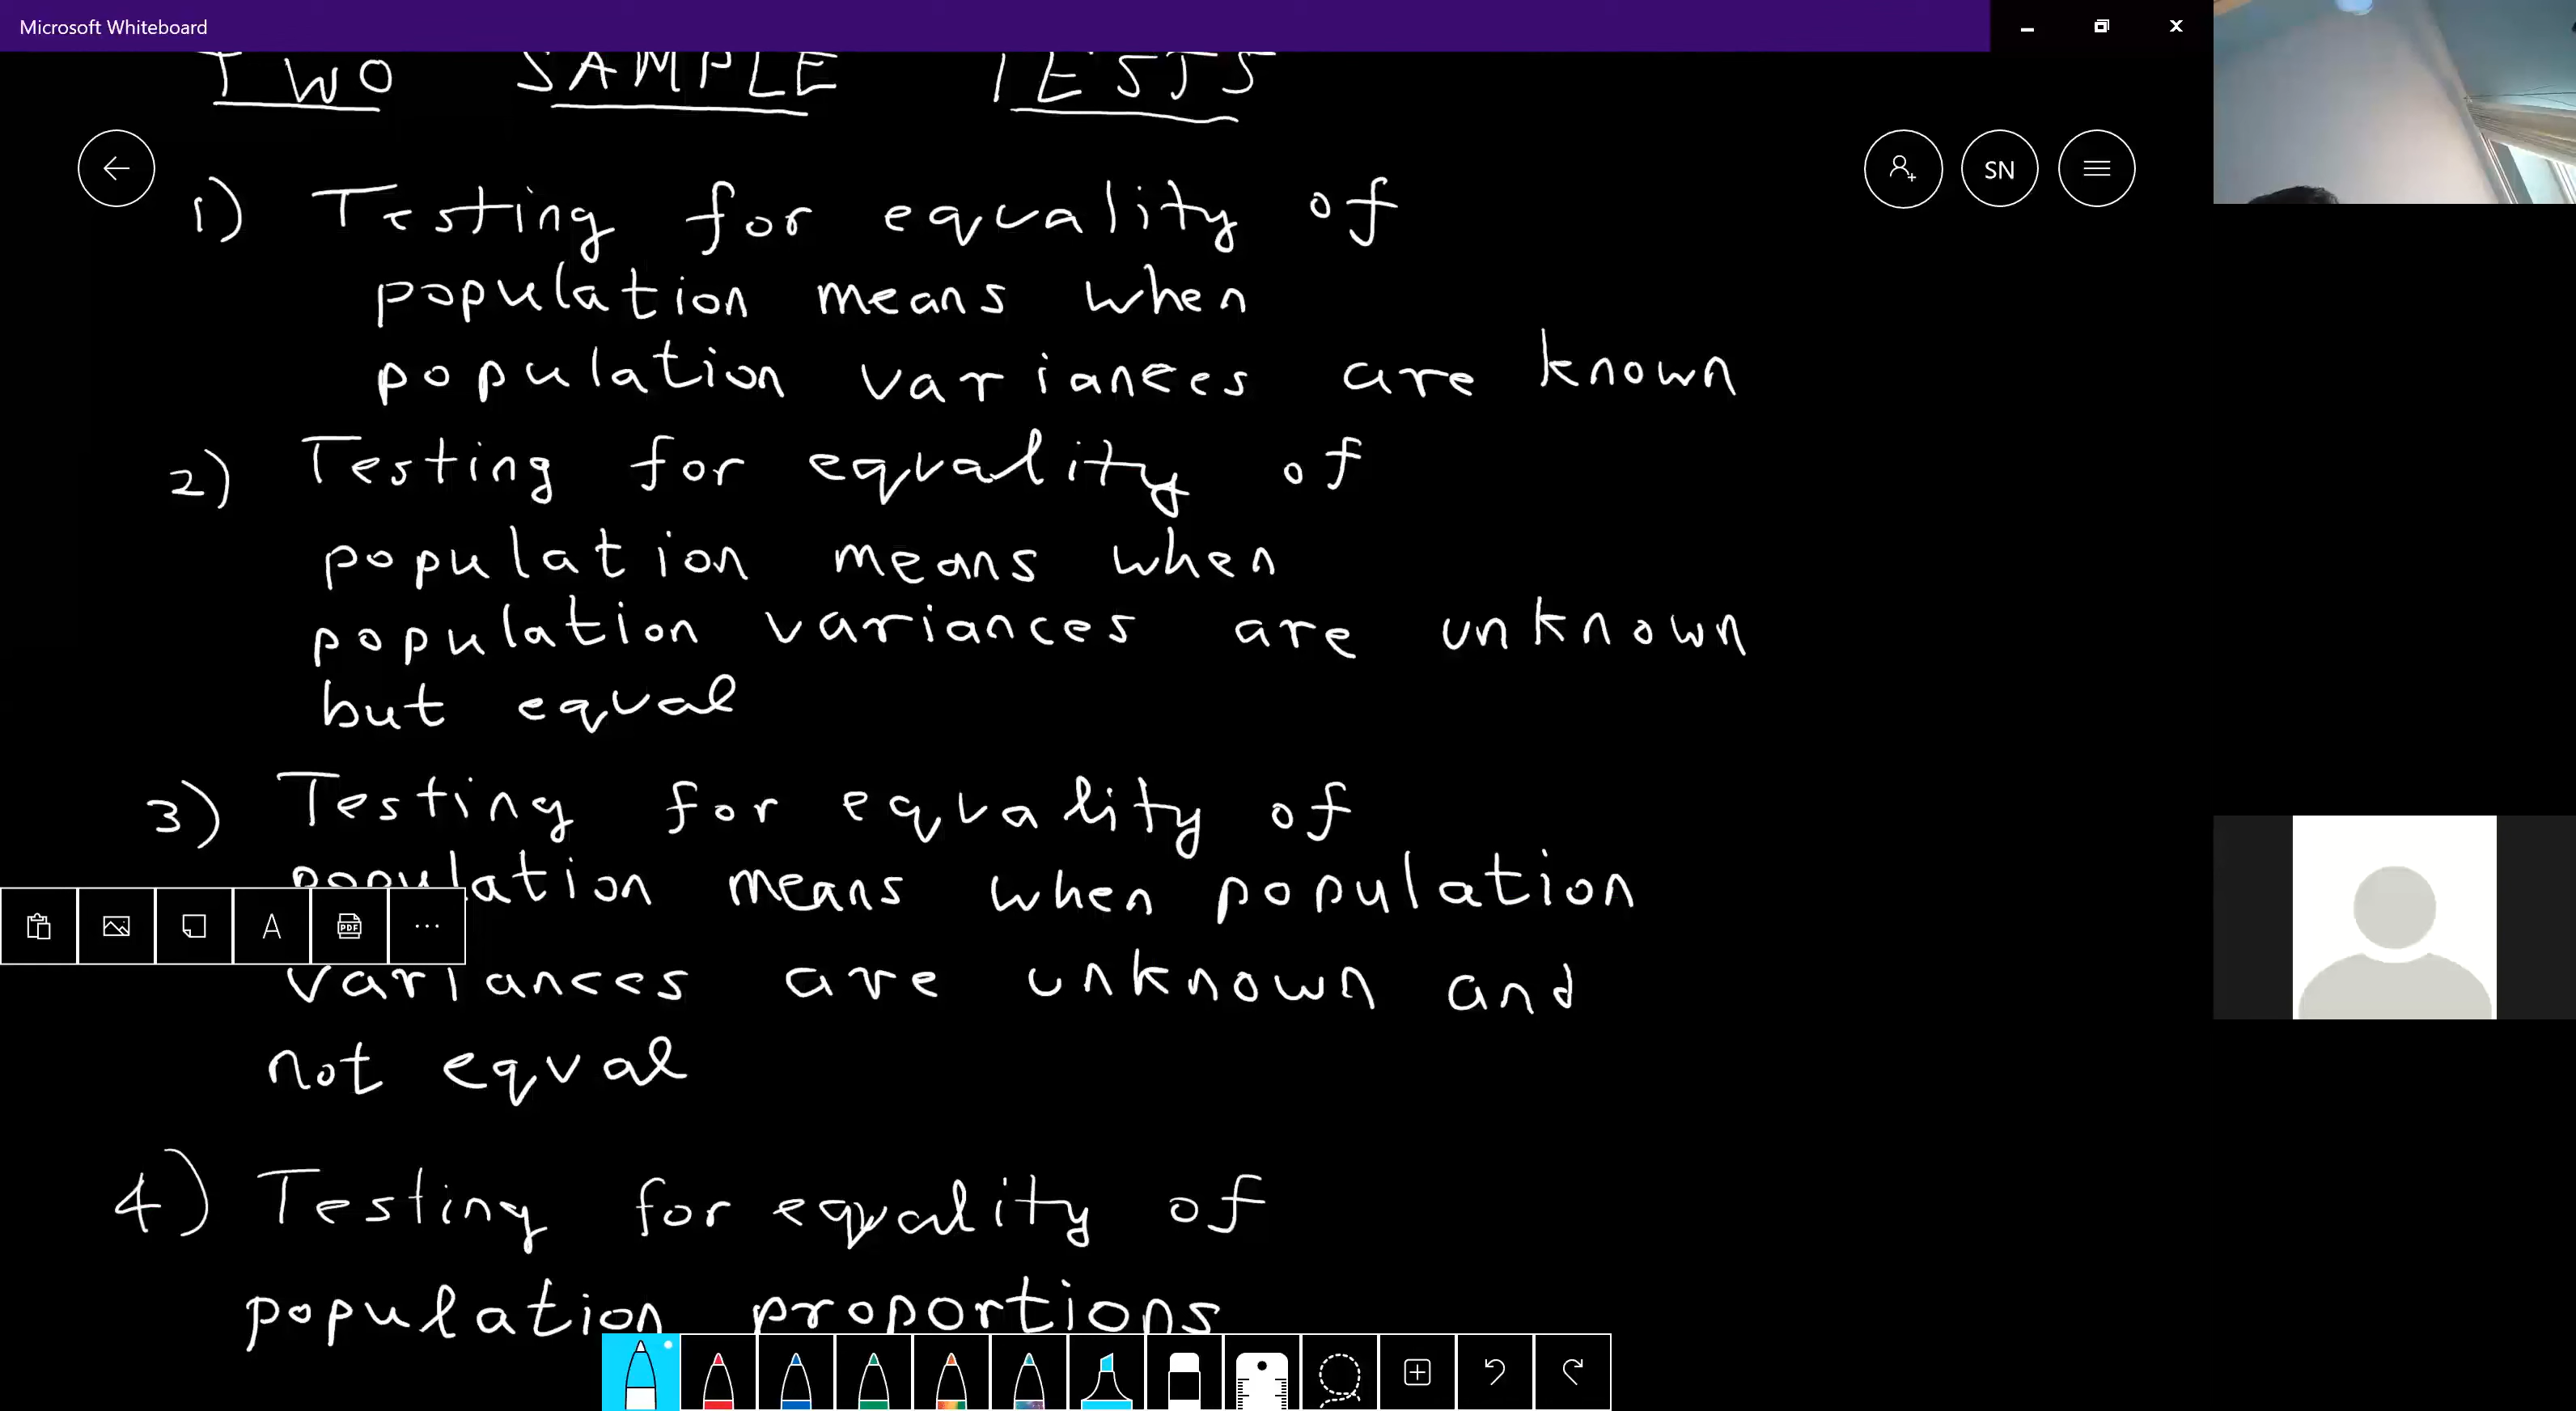 Microsoft Whiteboard
TWO SAMPLE TESTS
SN
1) Testing for equality of
population means when
population variances are known
2) Testing for equality of
population means when
population variances are unknown
but equal
3) Testing for equality of
population means when population
variances are unknown and
not equal
A
PDF
4) Testing for equality of
population proportions